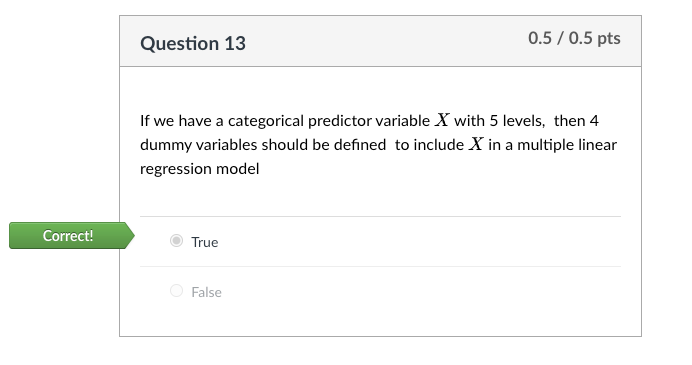 Question 13
0.5 / 0.5 pts
If we have a categorical predictor variable X with 5 levels,  then 4
dummy variables should be defined  to include X in a multiple linear
regression model
Correct!
True
False